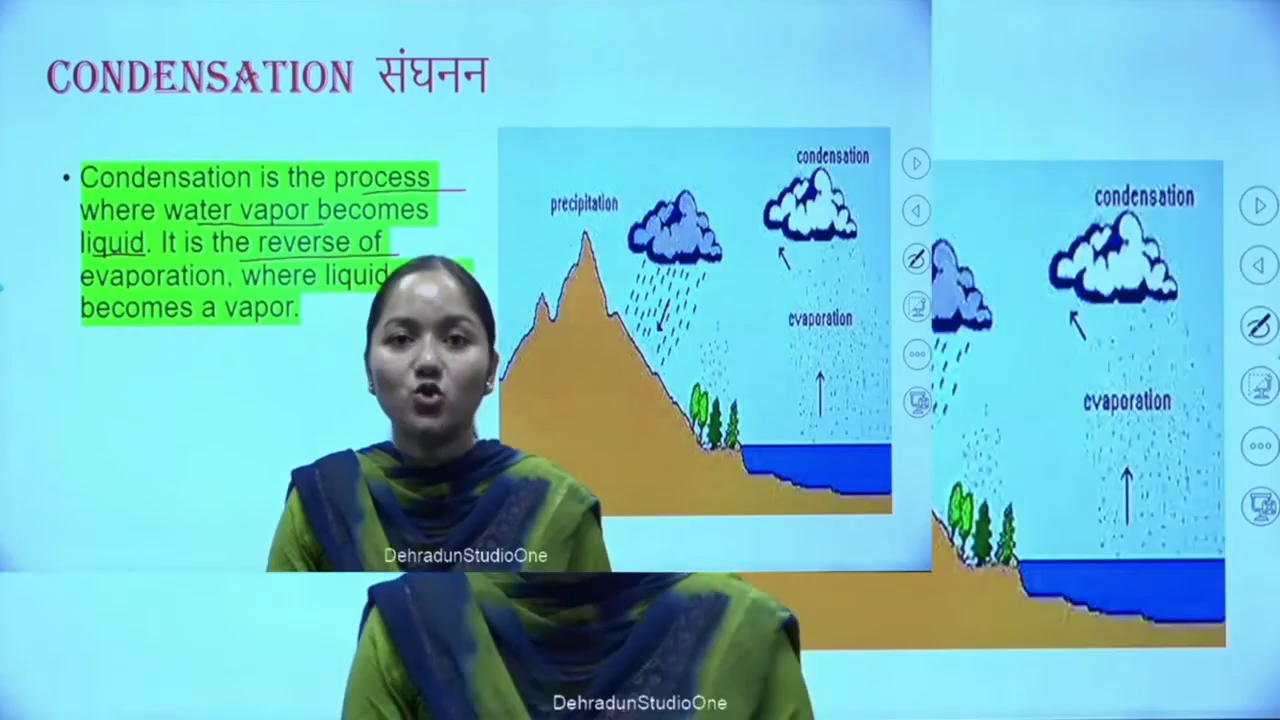 CONDENSATION संघनन
• Condensation is the process
where water vapor becomes
liquid. It is the reverse of
evaporation, where liquid
becomes a vapor.
condensation
precipitation
evaporation
DehradunStudioOne
condensation
evaporation
DehradunStudioOne